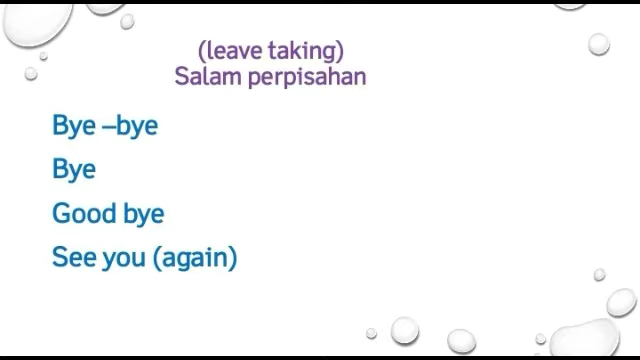 (leave taking)
Salam perpisahan
Bye –bye
Bye
Good bye
See you (again)